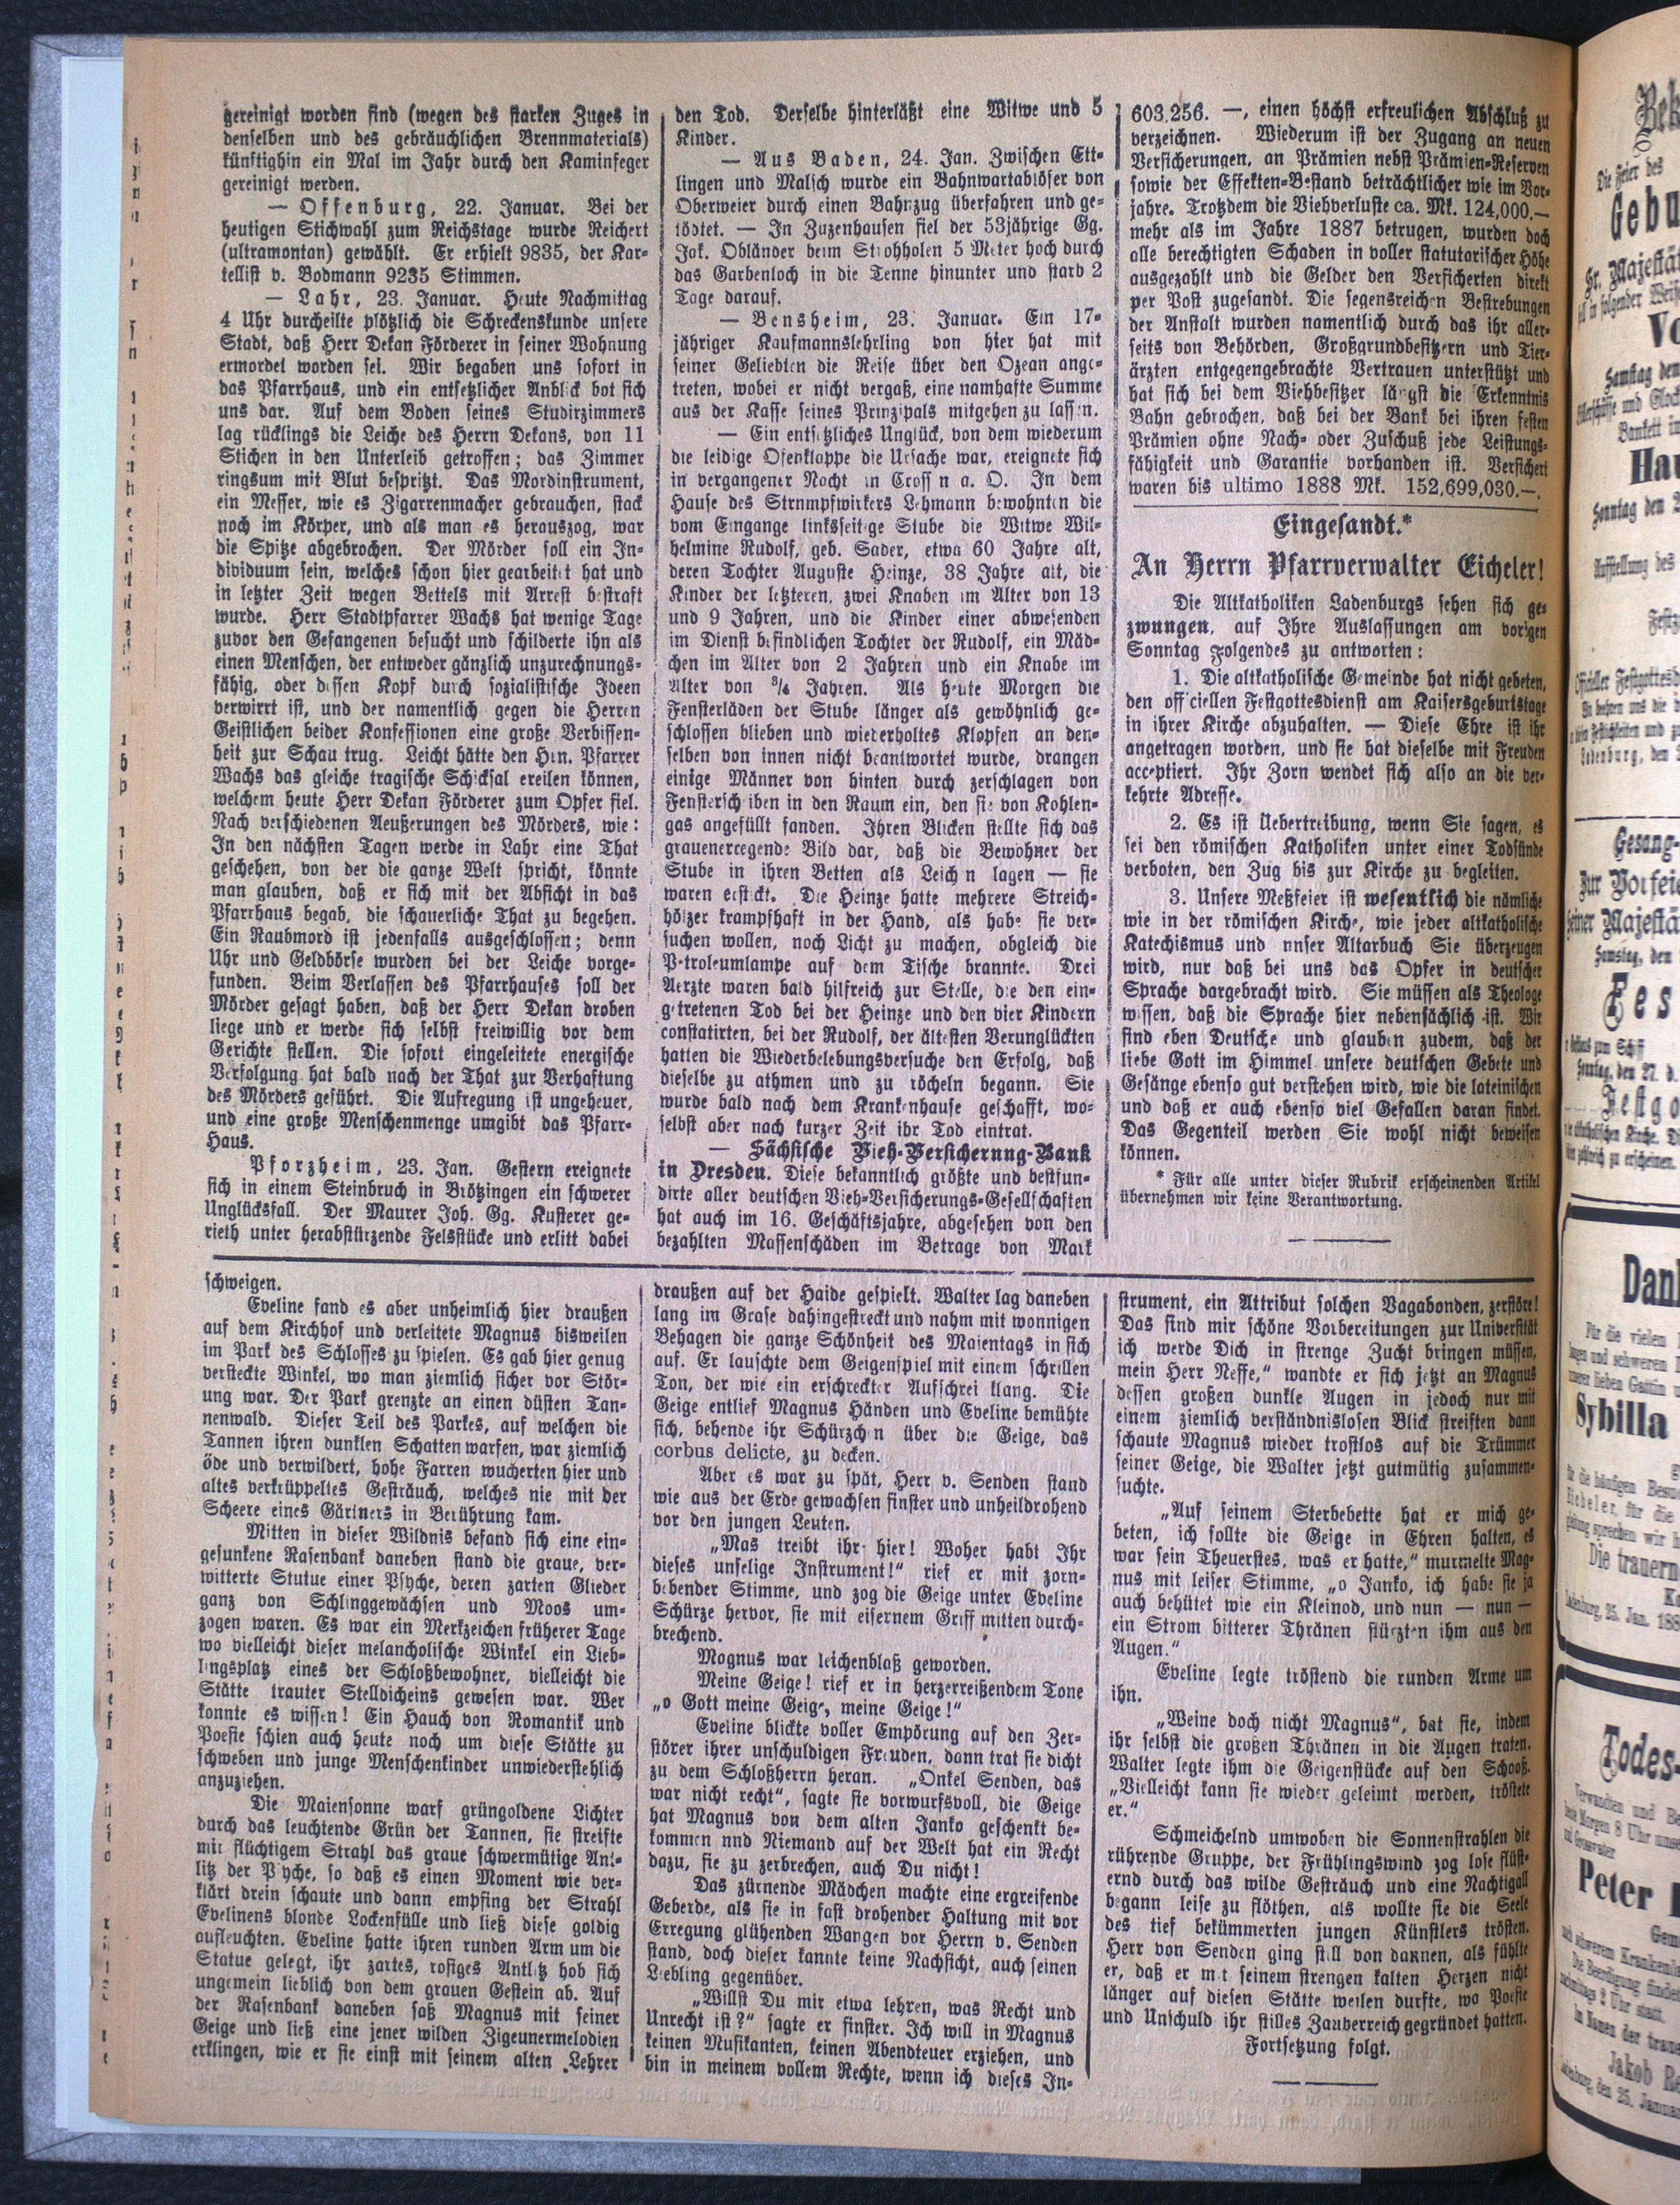 gereinigt worden sind (wegen des starken Zuges in
denselben und des gebräuchlichen Brennmaterials)
künftighin ein Mal im Jahr durch den Kaminfeger
gereinigt werden.
— Offenburg, 22. Januar. Bei der
heutigen Stichwahl zum Reichstage wurde Reichert
(ultramontan) gewählt. Er erhielt 9835, der Kar-
tellist v. Bodmann 9235 Stimmen.
— Lahr, 23. Januar. Heute Nachmittag
4 Uhr durcheilte plötzlich die Schreckenskunde unsere
Stadt, daß Herr Dekan Förderer in seiner Wohnung
ermordel worden sei. Wir begaben uns sofort in
das Pfarrhaus, und ein entsetzlicher Anblick bot sich
uns dar. Auf dem Boden seines Studirzimmers
lag rücklings die Leiche des Herrn Dekans, von 11
Stichen in den Unterleib getroffen; das Zimmer
ringsum mit Blut bespritzt. Das Mordinstrument,
ein Messer, wie es Zigarrenmacher gebrauchen, stack
noch im Körper, und als man es herauszog, war
die Spitze abgebrochen. Der Mörder soll ein In-
dividuum sein, welches schon hier gearbeitet hat und
in letzter Zeit wegen Bettels mit Arrest bestraft
wurde. Herr Stadtpfarrer Wachs hat wenige Tage
zuvor den Gefangenen besucht und schilderte ihn als
einen Menschen, der entweder gänzlich unzurechnungs-
fähig, oder dessen Kopf durch sozialistische Ideen
verwirrt ist, und der namentlich gegen die Herren
Geistlichen beider Konfessionen eine große Verbissen-
heit zur Schau trug. Leicht hätte den Hrn. Pfarrer
Wachs das gleiche tragische Schicksal ereilen können,
welchem heute Herr Dekan Förderer zum Opfer fiel.
Nach verschiedenen Aeußerungen des Mörders, wie:
In den nächsten Tagen werde in Lahr eine That
geschehen, von der die ganze Welt spricht, könnte
man glauben, daß er sich mit der Absicht in das
Pfarrhaus begab, die schauerliche That zu begehen.
Ein Raubmord ist jedenfalls ausgeschlossen; denn
Uhr und Geldbörse wurden bei der Leiche vorge-
funden. Beim Verlassen des Pfarrhauses soll der
Mörder gesagt haben, daß der Herr Dekan droben
liege und er werde sich selbst freiwillig vor dem
Gerichte stellen. Die sofort eingeleitete energische
Verfolgung hat bald nach der That zur Verhaftung
des Mörders geführt. Die Aufregung ist ungeheuer,
und eine große Menschenmenge umgibt das Pfarr-
Haus.
Pforzheim, 23. Jan. Gestern ereignete
sich in einem Steinbruch in Brötzingen ein schwerer
Unglücksfall. Der Maurer Joh. Gg. Kusterer ge-
rieth unter herabstürzende Felsstücke und erlitt dabei
den Tod. Derselbe hinterläßt eine Witwe und 5
Kinder.
— Aus Baden, 24. Jan. Zwischen Ett-
lingen und Malsch wurde ein Bahnwartablöser von
Oberweier durch einen Bahnzug überfahren und ge-
tödtet. — In Zuzenhausen fiel der 53jährige Gg.
Jak. Obländer beim Strohholen 5 Meter hoch durch
das Garbenloch in die Tenne hinunter und starb 2
Tage darauf.
— Bensheim, 23. Januar. Ein 17-
jähriger Kaufmannslehrling von hier hat mit
seiner Geliebten die Reise über den Ozean ange-
treten, wobei er nicht vergaß, eine namhafte Summe
aus der Kasse seines Prinzipals mitgehen zu lassen.
— Ein entsetzliches Unglück, von dem wiederum
die leidige Ofenklappe die Ursache war, ereignete sich
in vergangener Nacht in Crossen a. O. In dem
Hause des Strnmpfwirkers Lehmann bewohnten die
vom Eingange linksseitige Stube die Witwe Wil-
helmine Rudolf, geb. Sader, etwa 60 Jahre alt,
deren Tochter Auguste Heinze, 38 Jahre alt, die
Kinder der letzteren, zwei Knaben im Alter von 13
und 9 Jahren, und die Kinder einer abwesenden
im Dienst befindlichen Tochter der Rudolf, ein Mäd-
chen im Alter von 2 Jahren und ein Knabe im
Alter von ¾ Jahren. Als heute Morgen die
Fensterläden der Stube länger als gewöhnlich ge-
schlossen blieben und wiederholtes Klopfen an den-
selben von innen nicht beantwortet wurde, drangen
einige Männer von hinten durch zerschlagen von
Fensterscheiben in den Raum ein, den sie von Kohlen-
gas angefüllt fanden. Ihren Blicken stellte sich das
grauenerregende Bild dar, daß die Bewohner der
Stube in ihren Betten als Leichen lagen — sie
waren erstickt. Die Heinze hatte mehrere Streich-
hölzer krampfhaft in der Hand, als habe sie ver-
suchen wollen, noch Licht zu machen, obgleich die
Petroleumlampe auf dem Tische brannte. Drei
Aerzte waren bald hilfreich zur Stelle, die den ein-
getretenen Tod bei der Heinze und den vier Kindern
constatirten, bei der Rudolf, der ältesten Verunglückten
hatten die Wiederbelebungsversuche den Erfolg, daß
dieselbe zu athmen und zu röcheln begann. Sie
wurde bald nach dem Krankenhause geschafft, wo-
selbst aber nach kurzer Zeit ihr Tod eintrat.
— Sächsische Vieh-Versicherung-Bank
in Dresden. Diese bekanntlich größte und bestfun-
dirte aller deutschen Vieh-Versicherungs-Gesellschaften
hat auch im 16. Geschäftsjahre, abgesehen von den
bezahlten Massenschäden im Betrage von Mark
603,256. —, einen höchst erfreulichen Abschluß zu
verzeichnen. Wiederum ist der Zugang an neuen
Versicherungen, an Prämien nebst Prämien-Reserven
sowie der Effekten-Bestand beträchtlicher wie im Vor-
jahre. Trotzdem die Viehverluste ca. Mk. 124,000.—
mehr als im Jahre 1887 betrugen, wurden doch
alle berechtigten Schaden in voller statutarischer Höhe
ausgezahlt und die Gelder den Versicherten direkt
per Post zugesandt. Die segensreichen Bestrebungen
der Anstalt wurden namentlich durch das ihr aller-
seits von Behörden, Großgrundbesitzern und Tier-
ärzten entgegengebrachte Vertrauen unterstützt und
hat sich bei dem Viehbesitzer längst die Erkenntnis
Bahn gebrochen, daß bei der Bank bei ihren festen
Prämien ohne Nach- oder Zuschuß jede Leistungs-
fähigkeit und Garantie vorhanden ist. Versichert
waren bis ultimo 1888 Mk. 152,699,030.—.
Eingesandt.*
An Herrn Pfarrverwalter Eicheler!
Die Altkatholiken Ladenburgs sehen sich ge-
zwungen, auf Ihre Auslassungen am vorigen
Sonntag Folgendes zu antworten:
1. Die altkatholische Gemeinde hat nicht gebeten,
den officiellen Festgottesdienst am Kaisersgeburtstage
in ihrer Kirche abzuhalten. — Diese Ehre ist ihr
angetragen worden, und sie hat dieselbe mit Freuden
acceptiert. Ihr Zorn wendet sich also an die ver-
kehrte Adresse.
2. Es ist Uebertreibung, wenn Sie sagen, es
sei den römischen Katholiken unter einer Todsünde
verboten, den Zug bis zur Kirche zu begleiten.
3. Unsere Meßfeier ist wesentlich die nämliche
wie in der römischen Kirche, wie jeder altkatholische
Katechismus und nnser Altarbuch Sie überzeugen
wird, nur daß bei uns das Opfer in deutscher
Sprache dargebracht wird. Sie müssen als Theologe
wissen, daß die Sprache hier nebensächlich ist. Wir
sind eben Deutsche und glauben zudem, daß der
liebe Gott im Himmel unsere deutschen Gebete und
Gesänge ebenso gut verstehen wird, wie die lateinischen
und daß er auch ebenso viel Gefallen daran findet.
Das Gegenteil werden Sie wohl nicht beweisen
können.
* Für alle unter dieser Rubrik erscheinenden Artikel
übernehmen wir keine Verantwortung.
schweigen.
Eveline fand es aber unheimlich hier draußen
auf dem Kirchhof und verleitete Magnus bisweilen
im Park des Schlosses zu spielen. Es gab hier genug
versteckte Winkel, wo man ziemlich sicher vor Stör-
ung war. Der Park grenzte an einen düsten Tan-
nenwald. Dieser Teil des Parkes, auf welchen die
Tannen ihren dunklen Schatten warfen, war ziemlich
öde und verwildert, hohe Farren wucherten hier und
altes verkrüppeltes Gesträuch, welches nie mit der
Scheere eines Gärtners in Berührung kam.
Mitten in dieser Wildnis befand sich eine ein-
gesunkene Rasenbank daneben stand die graue, ver-
witterte Statue einer Psyche, deren zarten Glieder
ganz von Schlinggewächsen und Moos um-
zogen waren. Es war ein Merkzeichen früherer Tage
wo vielleicht dieser melancholische Winkel ein Lieb-
lingsplatz eines der Schloßbewohner, vielleicht die
Stätte trauter Stelldicheins gewesen war. Wer
konnte es wissen! Ein Hauch von Romantik und
Poesie schien auch heute noch um diese Stätte zu
schweben und junge Menschenkinder unwiederstehlich
anzuziehen.
Die Maiensonne warf grüngoldene Lichter
durch das leuchtende Grün der Tannen, sie streifte
mit flüchtigem Strahl das graue schwermütige Ant-
litz der Psyche, so daß es einen Moment wie ver-
klärt drein schaute und dann empfing der Strahl
Evelinens blonde Lockenfülle und ließ diese goldig
aufleuchten. Eveline hatte ihren runden Arm um die
Statue gelegt, ihr zartes, rosiges Antlitz hob sich
ungemein lieblich von dem grauen Gestein ab. Auf
der Rasenbank daneben saß Magnus mit seiner
Geige und ließ eine jener wilden Zigeunermelodien
erklingen, wie er sie einst mit seinem alten Lehrer
draußen auf der Haide gespielt. Walter lag daneben
lang im Grase dahingestreckt und nahm mit wonnigen
Behagen die ganze Schönheit des Maientags in sich
auf. Er lauschte dem Geigenspiel mit einem schrillen
Ton, der wie ein erschreckter Aufschrei klang. Die
Geige entlief Magnus Händen und Eveline bemühte
sich, behende ihr Schürzchen über die Geige, das
corbus delicte, zu decken.
Aber es war zu spät, Herr v. Senden stand
wie aus der Erde gewachsen finster und unheildrohend
vor den jungen Leuten.
„Was treibt ihr hier! Woher habt Ihr
dieses unselige Instrument!“ rief er mit zorn-
bebender Stimme, und zog die Geige unter Eveline
Schürze hervor, sie mit eisernem Griff mitten durch-
brechend.
Magnus war leichenblaß geworden.
Meine Geige! rief er in herzerreißendem Tone
„o Gott meine Geige, meine Geige!“
Eveline blickte voller Empörung auf den Zer-
störer ihrer unschuldigen Freuden, dann trat sie dicht
zu dem Schloßherrn heran. „Onkel Senden, das
war nicht recht“, sagte sie vorwurfsvoll, die Geige
hat Magnus von dem alten Janko geschenkt be-
kommen nnd Niemand auf der Welt hat ein Recht
dazu, sie zu zerbrechen, auch Du nicht!
Das zürnende Mädchen machte eine ergreifende
Geberde, als sie in fast drohender Haltung mit vor
Erregung glühenden Wangen vor Herrn v. Senden
stand, doch dieser kannte keine Nachsicht, auch seinen
Liebling gegenüber.
„Willst Du mir etwa lehren, was Recht und
Unrecht ist?“ sagte er finster. Ich will in Magnus
keinen Musikanten, keinen Abendteuer erziehen, und
bin in meinem vollem Rechte, wenn ich dieses In-
strument, ein Attribut solchen Vagabonden, zerstöre!
Das sind mir schöne Vorbereitungen zur Universität
ich werde Dich in strenge Zucht bringen müssen,
mein Herr Neffe,“ wandte er sich jetzt an Magnus
dessen großen dunkle Augen in jedoch nur mit
einem ziemlich verständnislosen Blick streiften dann
schaute Magnus wieder trostlos auf die Trümmer
seiner Geige, die Walter jetzt gutmütig zusammen-
suchte.
„Auf seinem Sterbebette hat er mich ge-
beten, ich sollte die Geige in Ehren halten, es
war sein Theuerstes, was er hatte,“ murmelte Mag-
nus mit leiser Stimme, „o Janko, ich habe sie ja
auch behütet wie ein Kleinod, und nun — nun —
ein Strom bitterer Thränen stürzten ihm aus den
Augen.“
Eveline legte tröstend die runden Arme um
ihn.
„Weine doch nicht Magnus“, bat sie, indem
ihr selbst die großen Thränen in die Augen traten.
Walter legte ihm die Geigenstücke auf den Schooß.
„Vielleicht kann sie wieder geleimt werden, tröstete
er.“
Schmeichelnd umwoben die Sonnenstrahlen die
rührende Gruppe, der Frühlingswind zog lose flüst-
ernd durch das wilde Gesträuch und eine Nachtigall
begann leise zu flöthen, als wollte sie die Seele
des tief bekümmerten jungen Künstlers trösten.
Herr von Senden ging still von dannen, als fühlte
er, daß er mit seinem strengen kalten Herzen nicht
länger auf diesen Stätte weilen durfte, wo Poesie
und Unschuld ihr stilles Zauberreich gegründet hatten.
Fortsetzung folgt.
Die Feier des
Sr. Majestä
Samstag den
Bankett im
Sonntag den 2
Aufstellung des
Gesang-
Samstag, den
Sonntag, den 27. d.
Für die vielen
Sybilla
Die trauern
Ladenburg, 25. Jan. 188
Todes-
Peter
Jakob Re